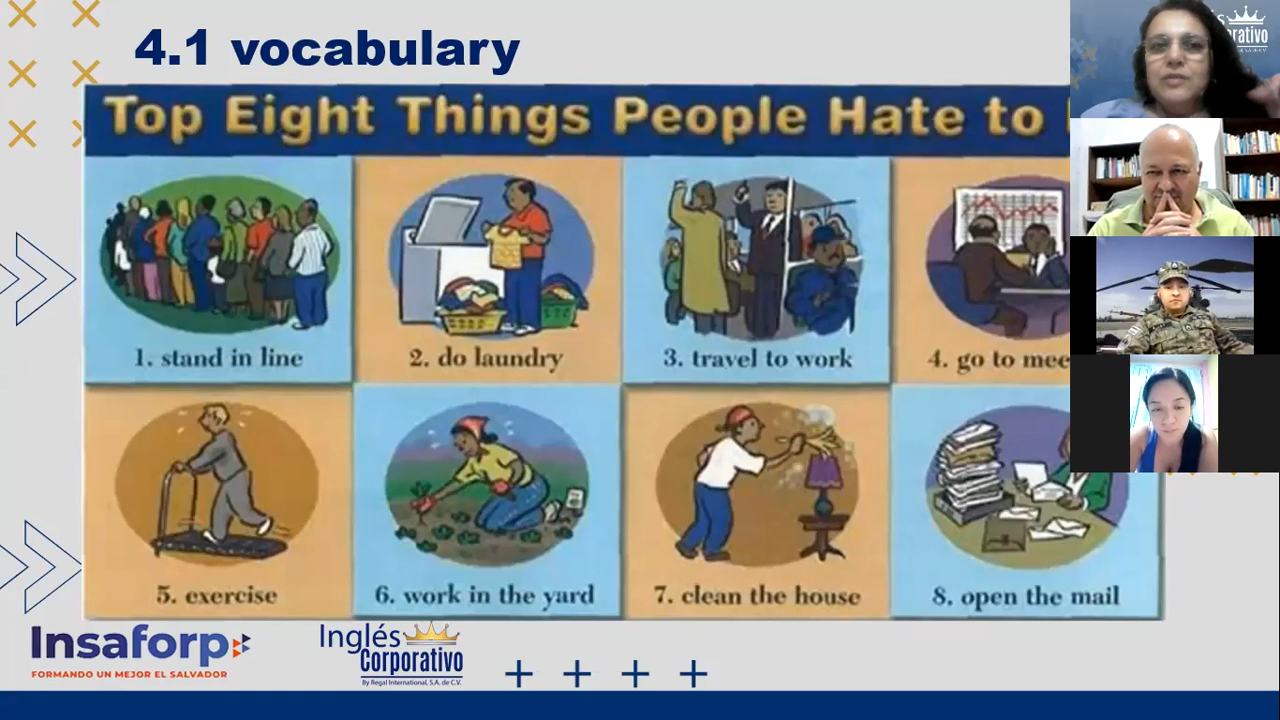 4.1 vocabulary
Top Eight Things People Hate to
1. stand in line
2. do laundry
3. travel to work
4. go to
5. exercise
6. work in the yard
7. clean the house
8. open the mail
Insaforp
FORMANDO UN MEJOR EL SALVADOR
Inglés
Corporativo
By Regal International, S.A. de C.V.